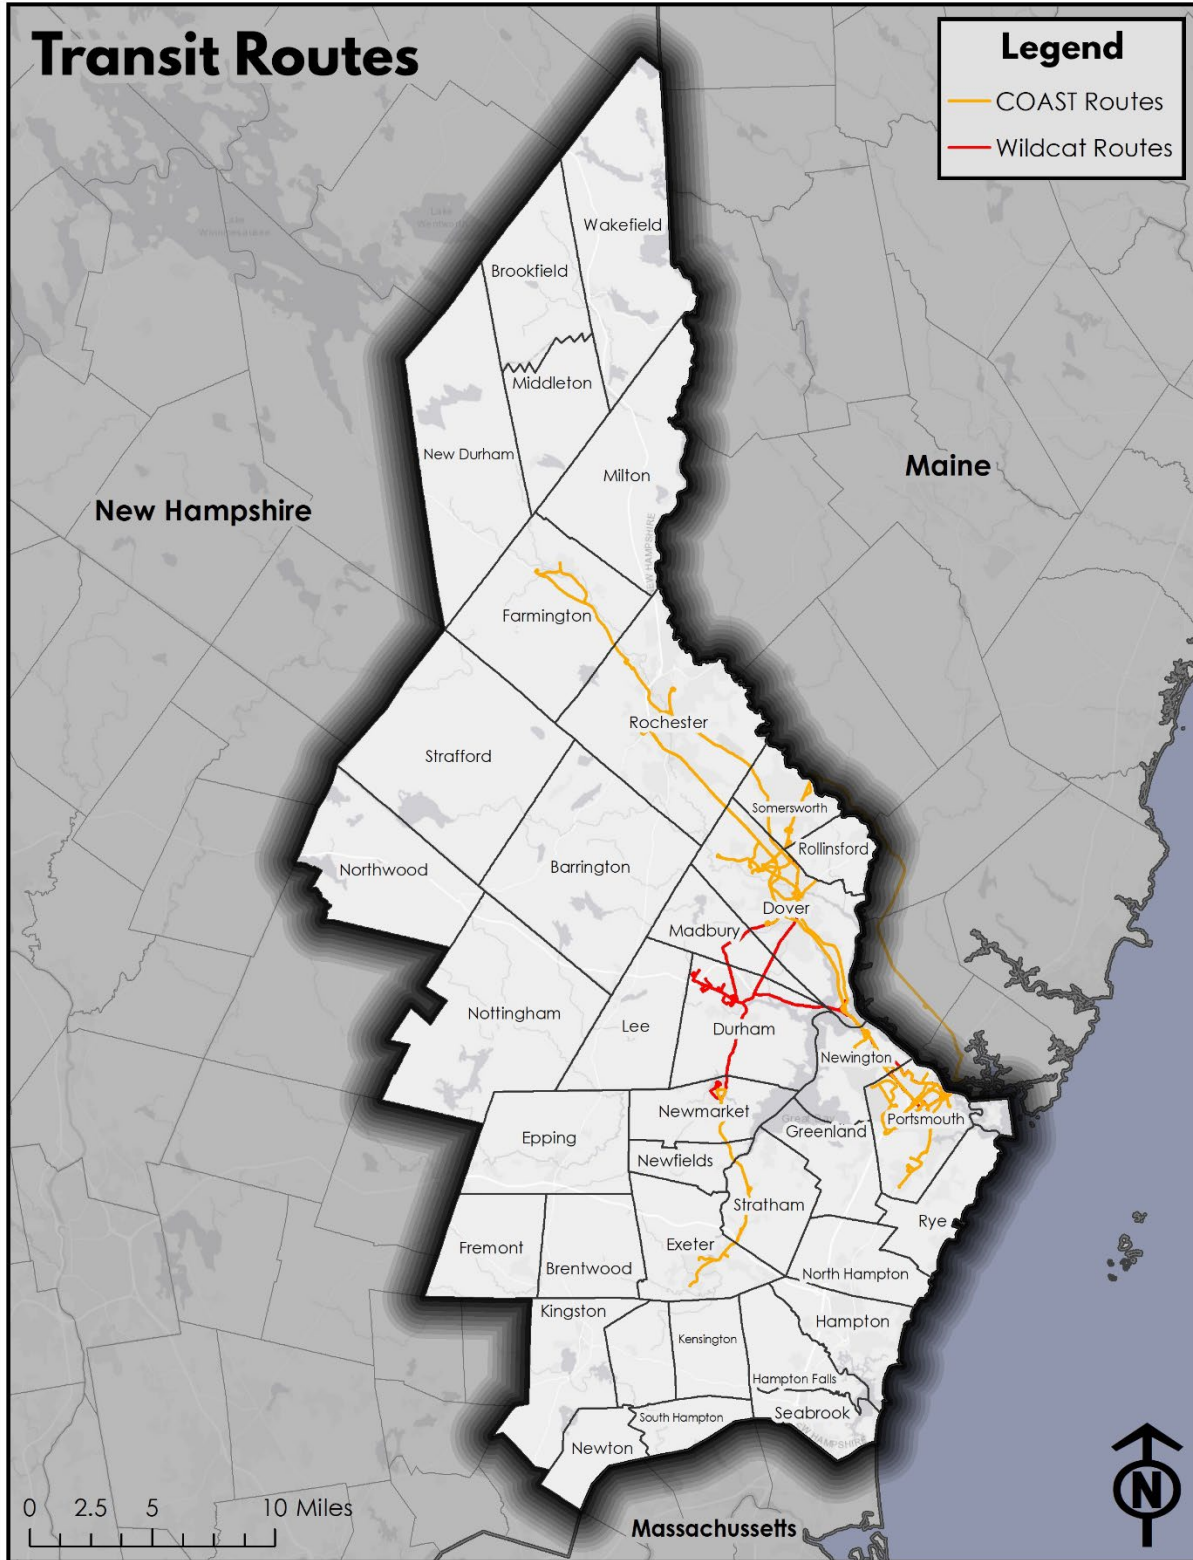 Transit Routes
Legend
COAST Routes
Wildcat Routes
Wakefield
Brookfield
Middleton
New Durham
Milton
Maine
New Hampshire
Farmington
Rochester
Strafford
Somersworth
Rollinsford
Barrington
Northwood
Dover
Madbury
Nottingham
Lee
Durham
Newington
Newmarket
Portsmouth
Greenland
Epping
Newfields
Stratham
Rye
Fremont
Exeter
Brentwood
North Hampton
Kingston
Hampton
Kensington
Hampton Falls
Seabrook
South Hampton
Newton
0 2.5 5 10 Miles
Massachussetts
N